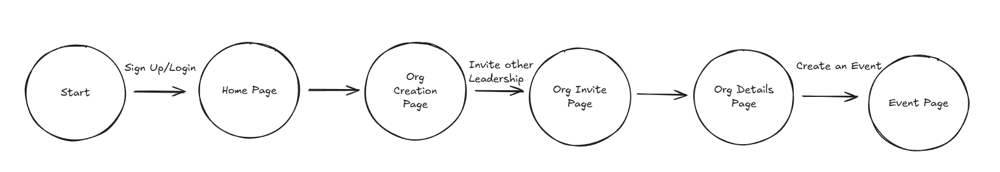 Start
Sign Up/Login
Home Page
Org
Creation
Page
Invite other
Leadership
Org Invite
Page
Org Details
Page
Create an Event
Event Page